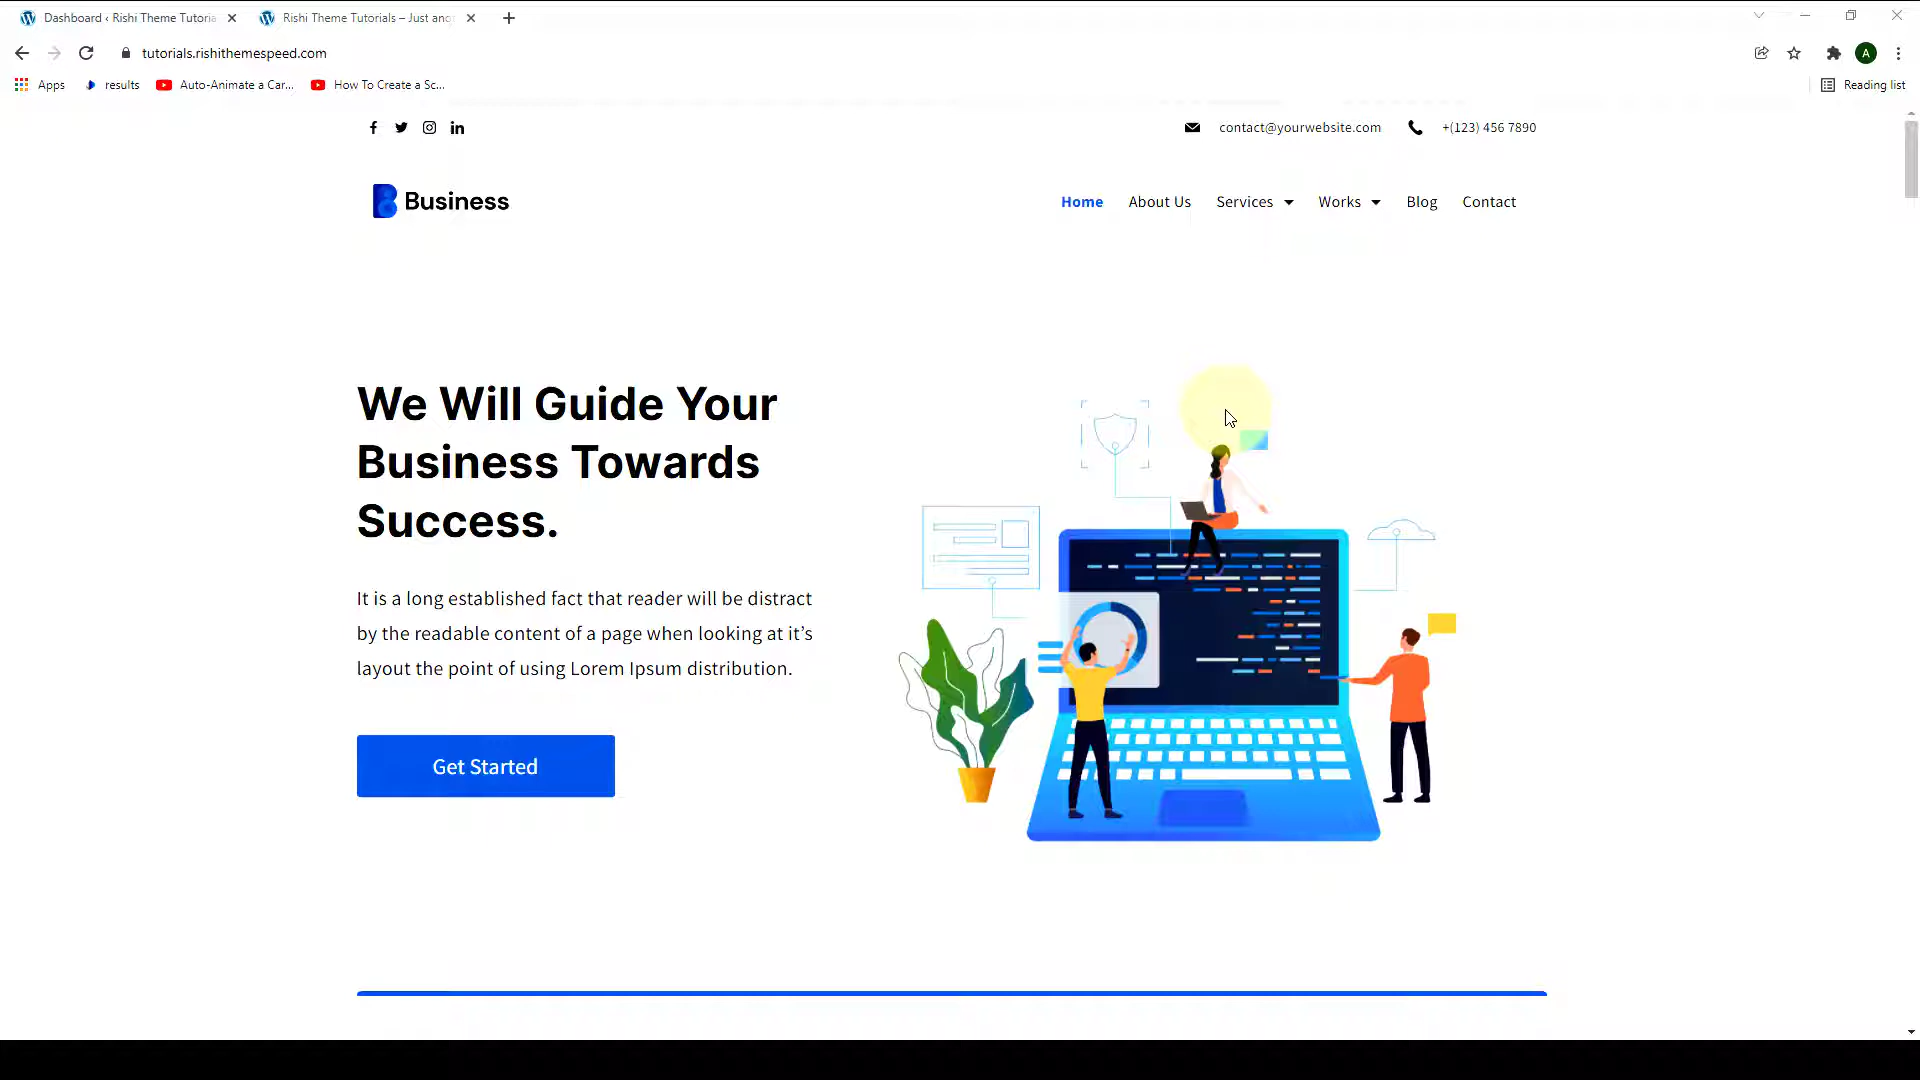 Dashboard ‹ Rishi Theme Tutoria
Rishi Theme Tutorials – Just ano
tutorials.rishithemespeed.com
A
Apps
results
Auto-Animate a Car...
How To Create a Sc...
Reading list
contact@yourwebsite.com
+(123) 456 7890
Business
Home
About Us
Services
Works
Blog
Contact
We Will Guide Your
Business Towards
Success.
It is a long established fact that reader will be distract
by the readable content of a page when looking at it’s
layout the point of using Lorem Ipsum distribution.
Get Started